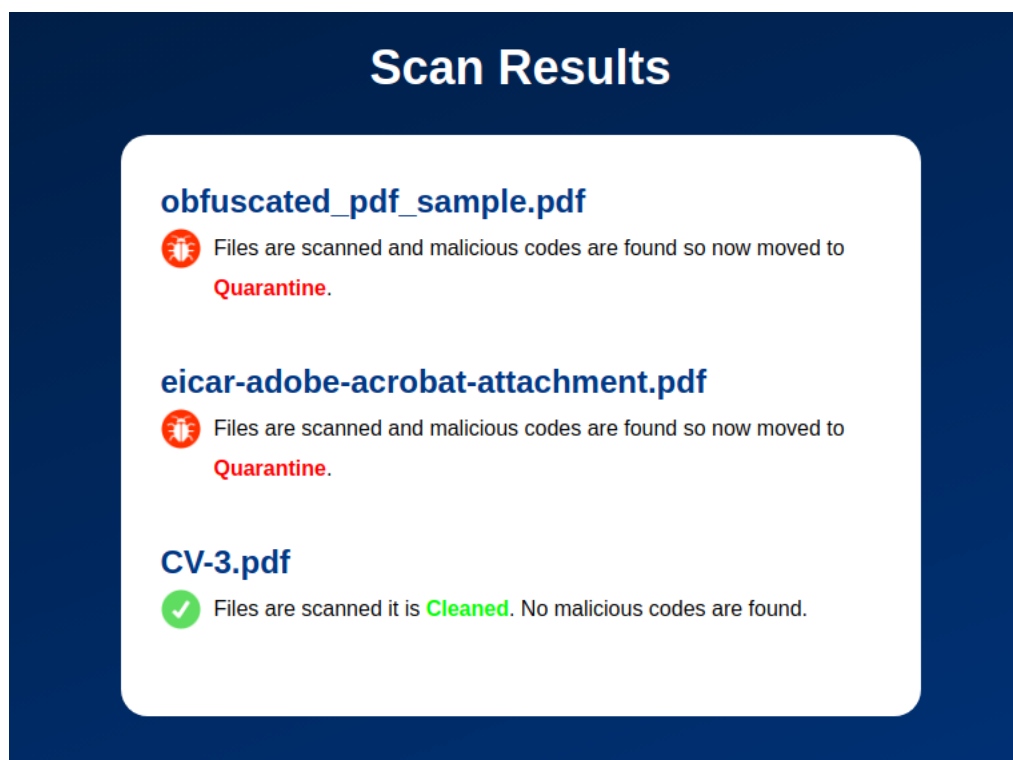 Scan Results
obfuscated_pdf_sample.pdf
Files are scanned and malicious codes are found so now moved to
Quarantine.
eicar-adobe-acrobat-attachment.pdf
Files are scanned and malicious codes are found so now moved to
Quarantine.
CV-3.pdf
Files are scanned it is Cleaned. No malicious codes are found.